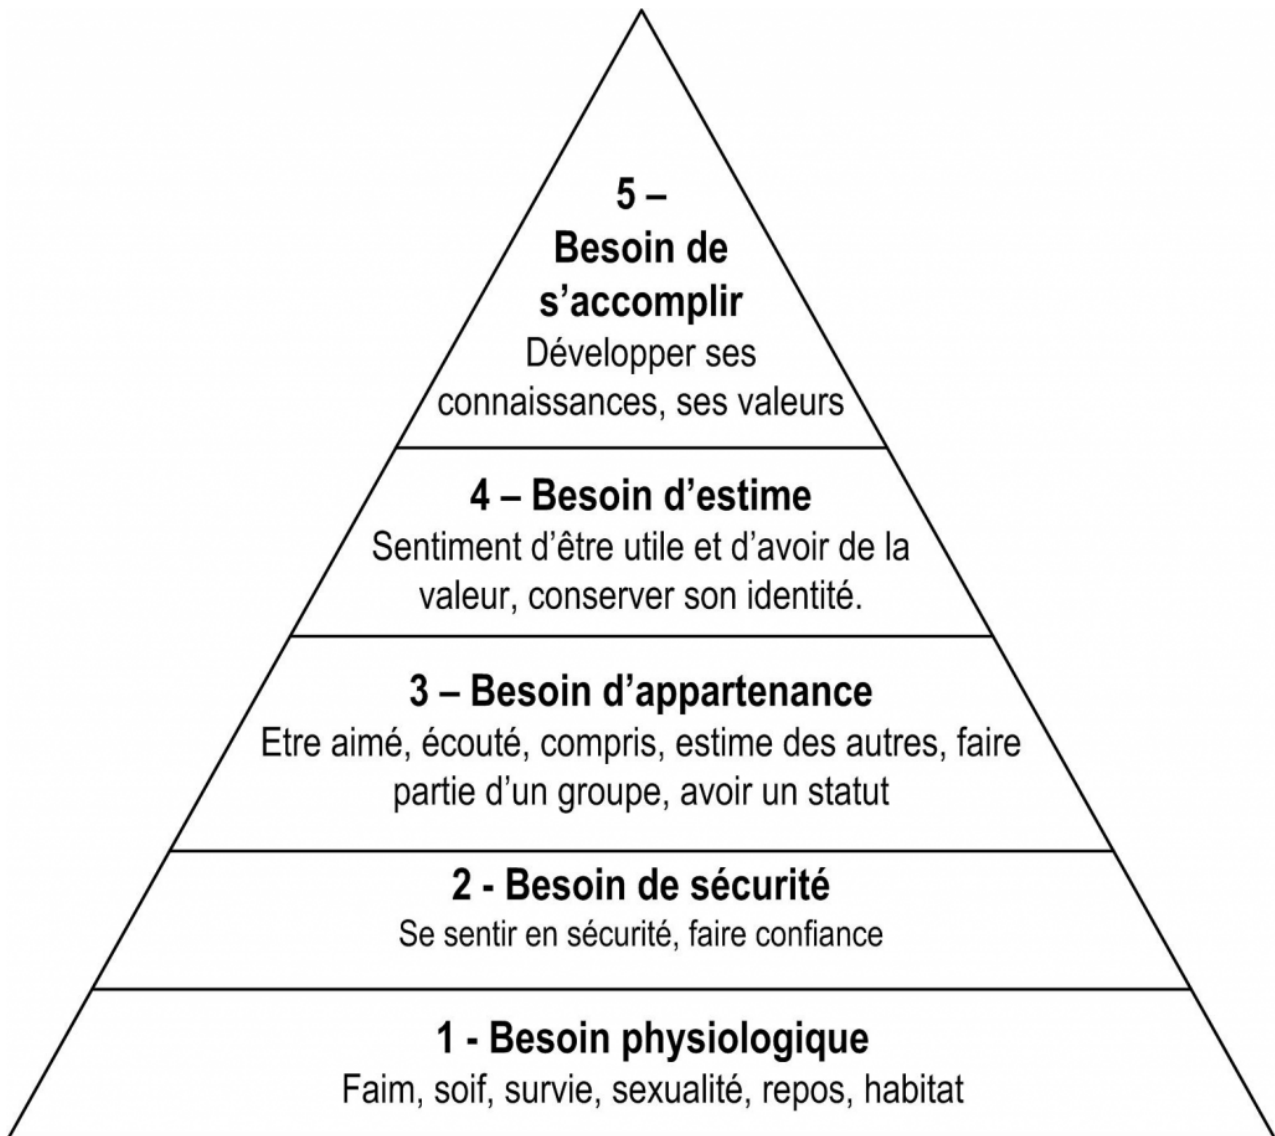 5 –
Besoin de
s’accomplir
Développer ses
connaissances, ses valeurs
4 – Besoin d’estime
Sentiment d’être utile et d’avoir de la
valeur, conserver son identité.
3 – Besoin d’appartenance
Etre aimé, écouté, compris, estime des autres, faire
partie d’un groupe, avoir un statut
2 - Besoin de sécurité
Se sentir en sécurité, faire confiance
1 - Besoin physiologique
Faim, soif, survie, sexualité, repos, habitat